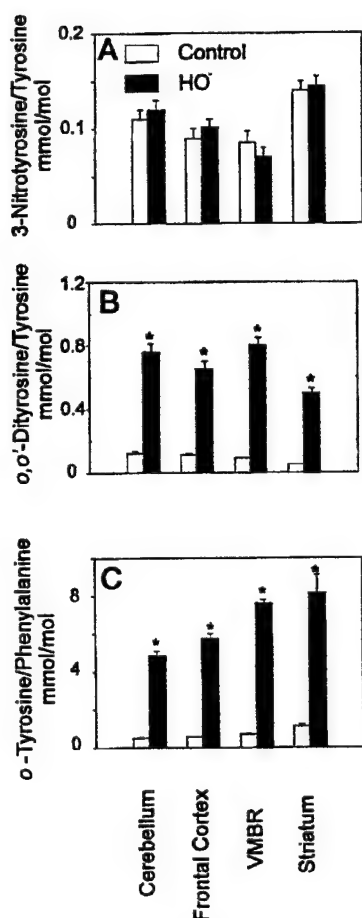 A
Control
HO·
3-Nitrotyrosine/Tyrosine
mmol/mol
0.2
0.1
0
B
o,o'-Dityrosine/Tyrosine
mmol/mol
1.2
0.8
0.4
0
*
*
*
*
C
o-Tyrosine/Phenylalanine
mmol/mol
8
4
0
*
*
*
*
Cerebellum
Frontal Cortex
VMBR
Striatum